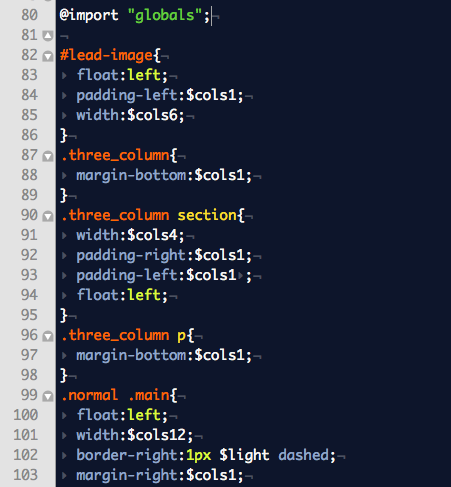 80 @import "globals";¬
81 ¬
82 #lead-image{¬
83 float:left;¬
84 padding-left:$cols1;¬
85 width:$cols6;¬
86 }¬
87 .three_column{¬
88 margin-bottom:$cols1;¬
89 }¬
90 .three_column section{¬
91 width:$cols4;¬
92 padding-right:$cols1;¬
93 padding-left:$cols1 ;¬
94 float:left;¬
95 }¬
96 .three_column p{¬
97 margin-bottom:$cols1;¬
98 }¬
99 .normal .main{¬
100 float:left;¬
101 width:$cols12;¬
102 border-right:1px $light dashed;¬
103 margin-right:$cols1;¬